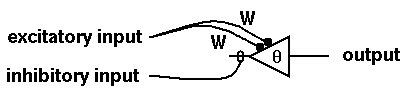 W
excitatory input
W
θ
θ
output
inhibitory input